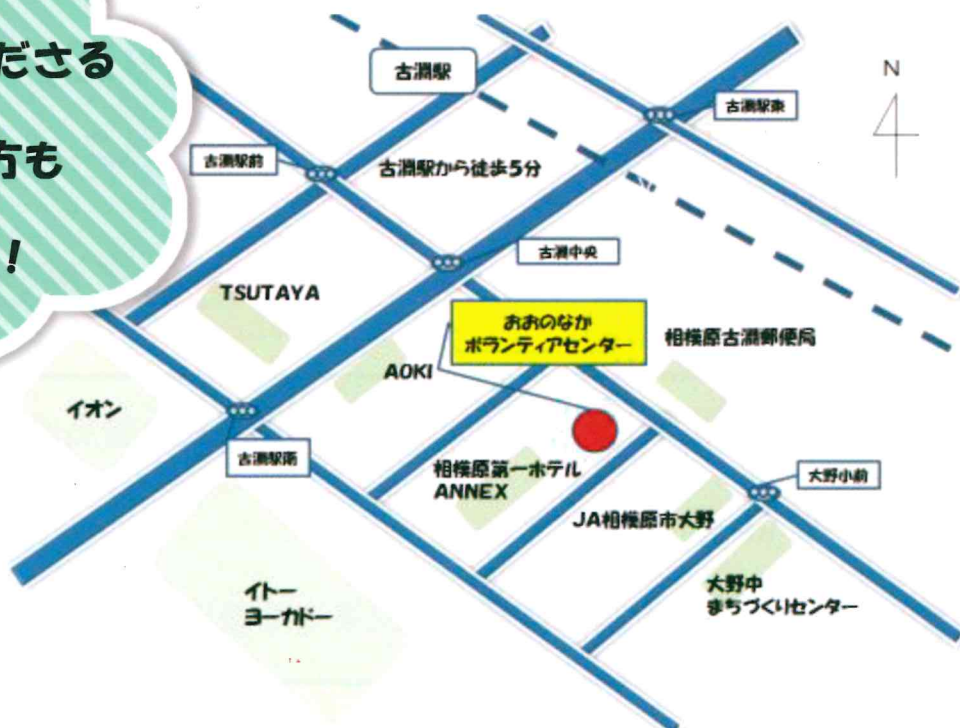 ださる
方も
！
古淵駅
N
古淵駅東
古淵駅前
古淵駅から徒歩5分
古淵中央
TSUTAYA
おおのなか
ボランティアセンター
相模原古淵郵便局
AOKI
イオン
古淵駅南
相模原第一ホテル
ANNEX
大野小前
JA相模原市大野
イトー
ヨーカドー
大野中
まちづくりセンター